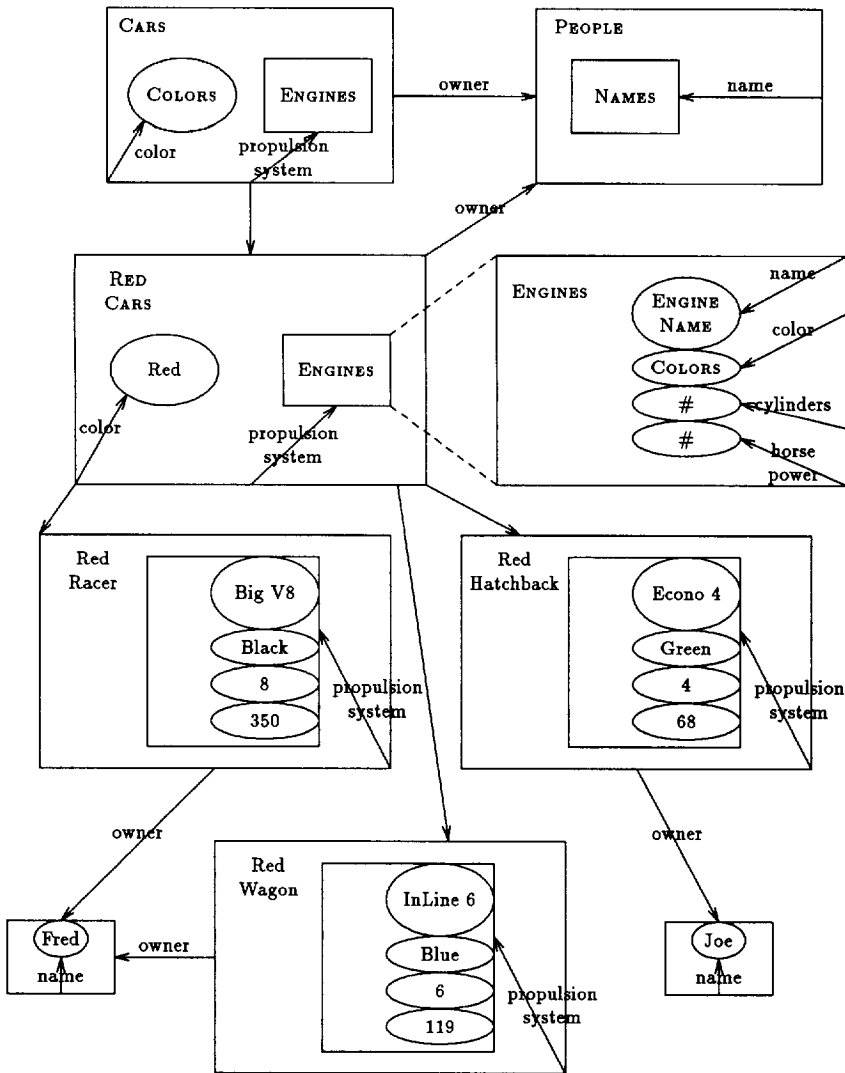 CARS
COLORS
ENGINES
color
propulsion
system
owner
PEOPLE
NAMES
name
owner
RED
CARS
Red
ENGINES
color
propulsion
system
ENGINES
ENGINE
NAME
COLORS
#
#
name
color
cylinders
horse
power
Red
Racer
Big V8
Black
8
350
propulsion
system
Red
Hatchback
Econo 4
Green
4
68
propulsion
system
owner
owner
Red
Wagon
InLine 6
Blue
6
119
propulsion
system
Fred
name
owner
Joe
name